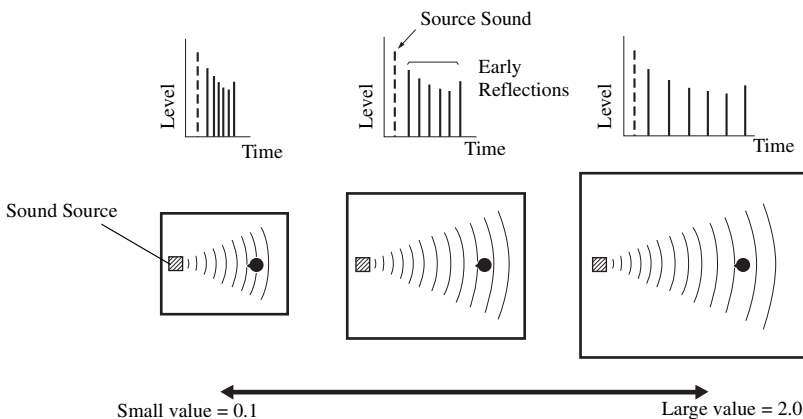 Source Sound
Level
Time
Level
Early
Reflections
Time
Level
Time
Sound Source
Small value = 0.1
Large value = 2.0